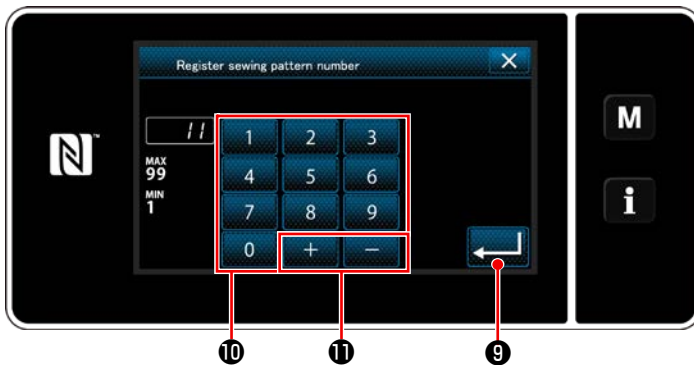 Register sewing pattern number
11
MAX
99
MIN
1
1 2 3
4 5 6
7 8 9
0 + −
M
i
N
❿ ⓫ ❾